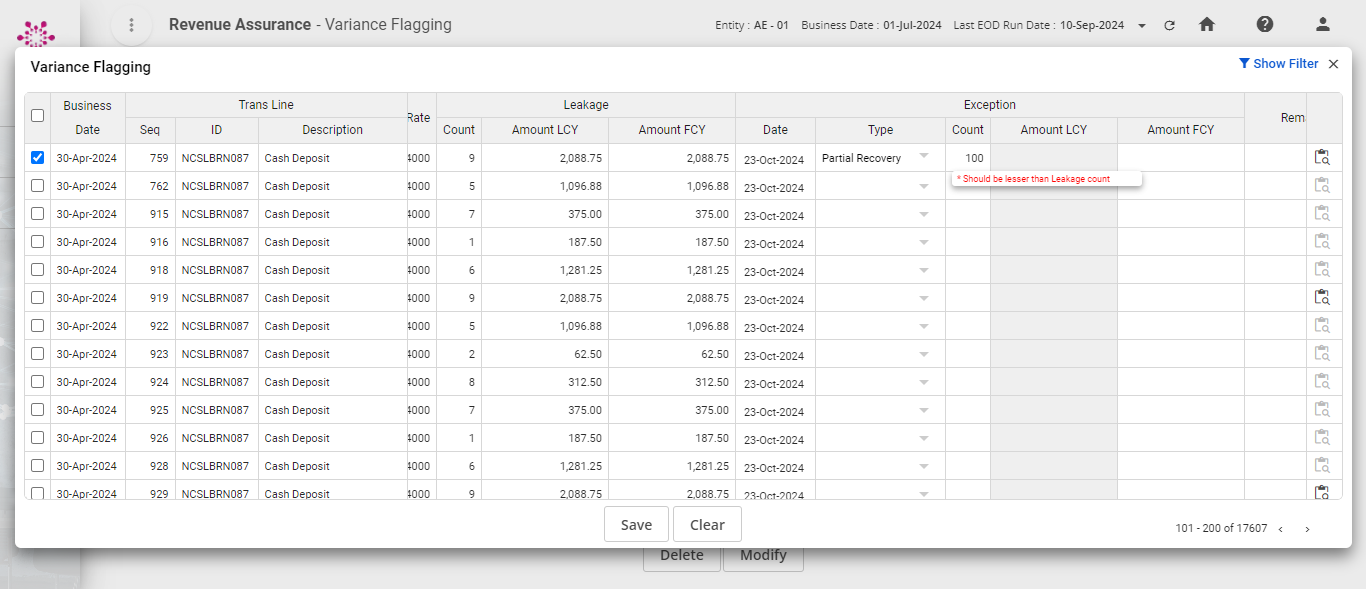 Revenue Assurance - Variance Flagging
Entity : AE - 01 Business Date : 01-Jul-2024 Last EOD Run Date : 10-Sep-2024
Variance Flagging
Show Filter
Business Date Trans Line Rate Leakage Exception
Seq ID Description Count Amount LCY Amount FCY Date Type Count Amount LCY Amount FCY
30-Apr-2024 759 NCSLBRN087 Cash Deposit 4000 9 2,088.75 2,088.75 23-Oct-2024 Partial Recovery 100
* Should be lesser than Leakage count
30-Apr-2024 762 NCSLBRN087 Cash Deposit 4000 5 1,096.88 1,096.88 23-Oct-2024
30-Apr-2024 915 NCSLBRN087 Cash Deposit 4000 7 375.00 375.00 23-Oct-2024
30-Apr-2024 916 NCSLBRN087 Cash Deposit 4000 1 187.50 187.50 23-Oct-2024
30-Apr-2024 918 NCSLBRN087 Cash Deposit 4000 6 1,281.25 1,281.25 23-Oct-2024
30-Apr-2024 919 NCSLBRN087 Cash Deposit 4000 9 2,088.75 2,088.75 23-Oct-2024
30-Apr-2024 922 NCSLBRN087 Cash Deposit 4000 5 1,096.88 1,096.88 23-Oct-2024
30-Apr-2024 923 NCSLBRN087 Cash Deposit 4000 2 62.50 62.50 23-Oct-2024
30-Apr-2024 924 NCSLBRN087 Cash Deposit 4000 8 312.50 312.50 23-Oct-2024
30-Apr-2024 925 NCSLBRN087 Cash Deposit 4000 7 375.00 375.00 23-Oct-2024
30-Apr-2024 926 NCSLBRN087 Cash Deposit 4000 1 187.50 187.50 23-Oct-2024
30-Apr-2024 928 NCSLBRN087 Cash Deposit 4000 6 1,281.25 1,281.25 23-Oct-2024
30-Apr-2024 929 NCSLBRN087 Cash Deposit 4000 9 2,088.75 2,088.75 23-Oct-2024
Save Clear
101 - 200 of 17607
Delete Modify